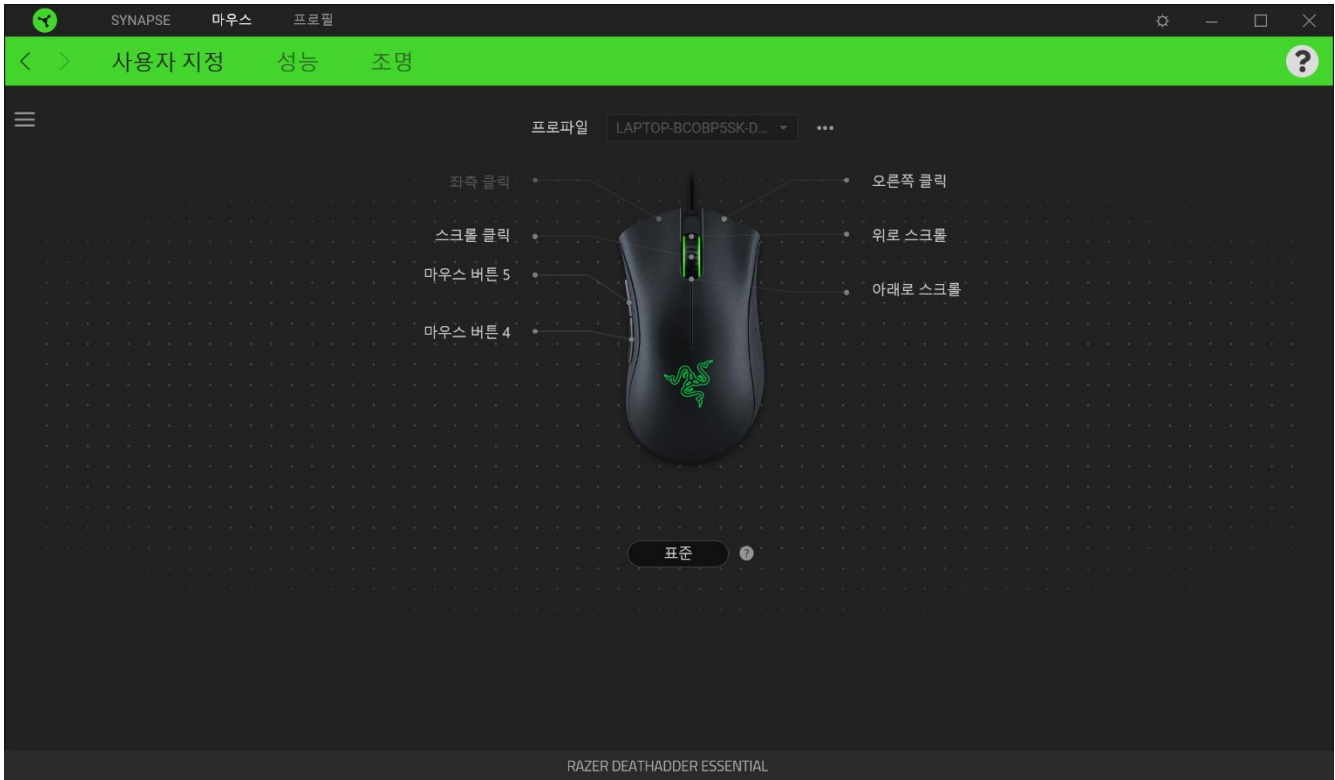 SYNAPSE 마우스 프로필
사용자 지정 성능 조명
?
프로파일 LAPTOP-BCOBP5SK-D... •••
좌측 클릭 오른쪽 클릭
스크롤 클릭 위로 스크롤
마우스 버튼 5
아래로 스크롤
마우스 버튼 4
표준 ?
RAZER DEATHADDER ESSENTIAL